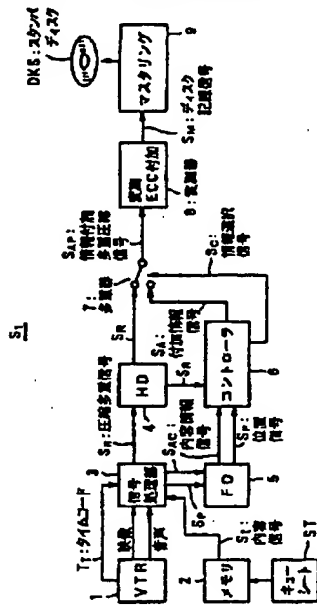 S1
DKS:スタンパ
ディスク
マスタリング
9
SM:ディスク
記録信号
変調
ECC付加
8:変調器
SAP:情報付加
多重圧縮
信号
7:
多重器
SR
SC:情報選択
信号
SA:
付加情報
信号
HD
4
SR
コントローラ
6
SR:圧縮多重信号
SAC:内容情報
信号
SP:位置
信号
TT:タイムコード
映像
音声
3
信号
処理器
SAC
SP
FD
5
VTR
1
メモリ
2
SI:内容
信号
キュー
シート
ST